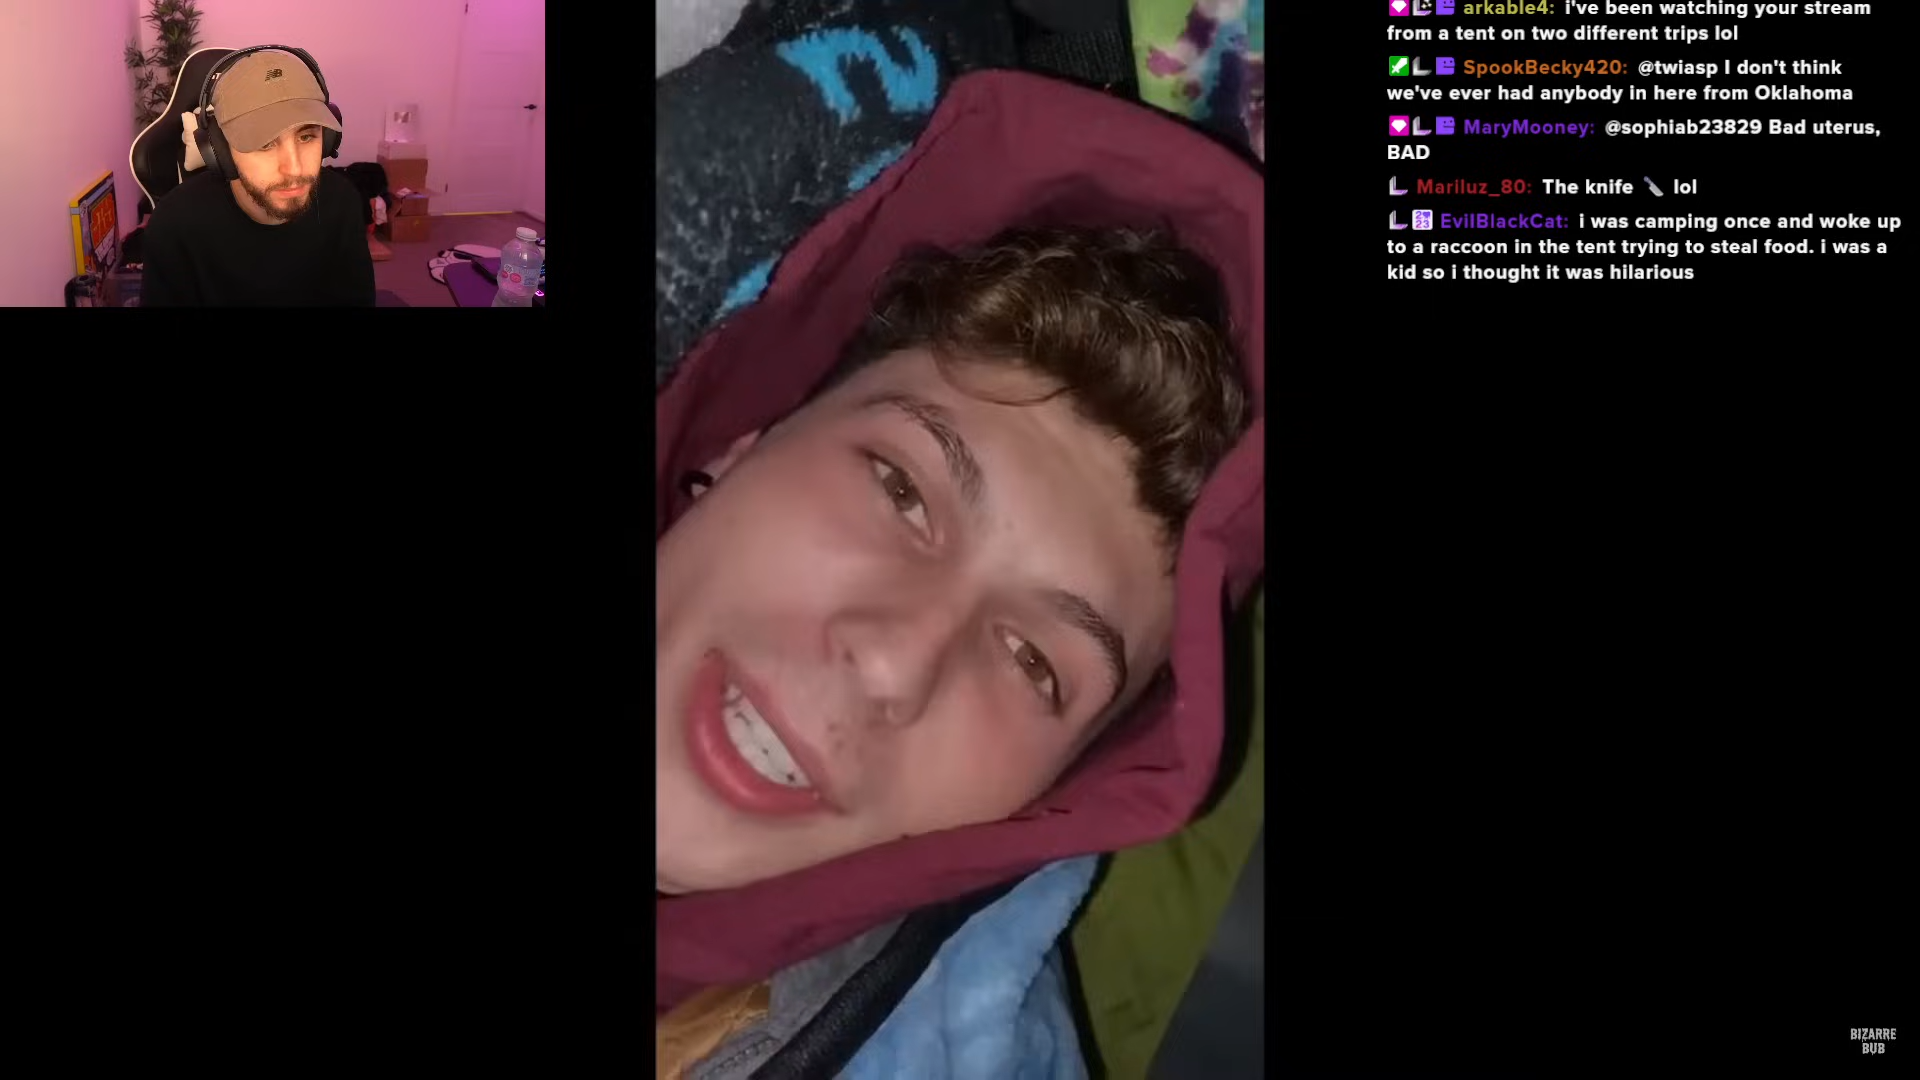 arkable4: i've been watching your stream
from a tent on two different trips lol
SpookBecky420: @twiasp I don't think
we've ever had anybody in here from Oklahoma
MaryMooney: @sophiab23829 Bad uterus,
BAD
Mariluz_80: The knife 🔪 lol
EvilBlackCat: i was camping once and woke up
to a raccoon in the tent trying to steal food. i was a
kid so i thought it was hilarious
BIZARRE
BUB